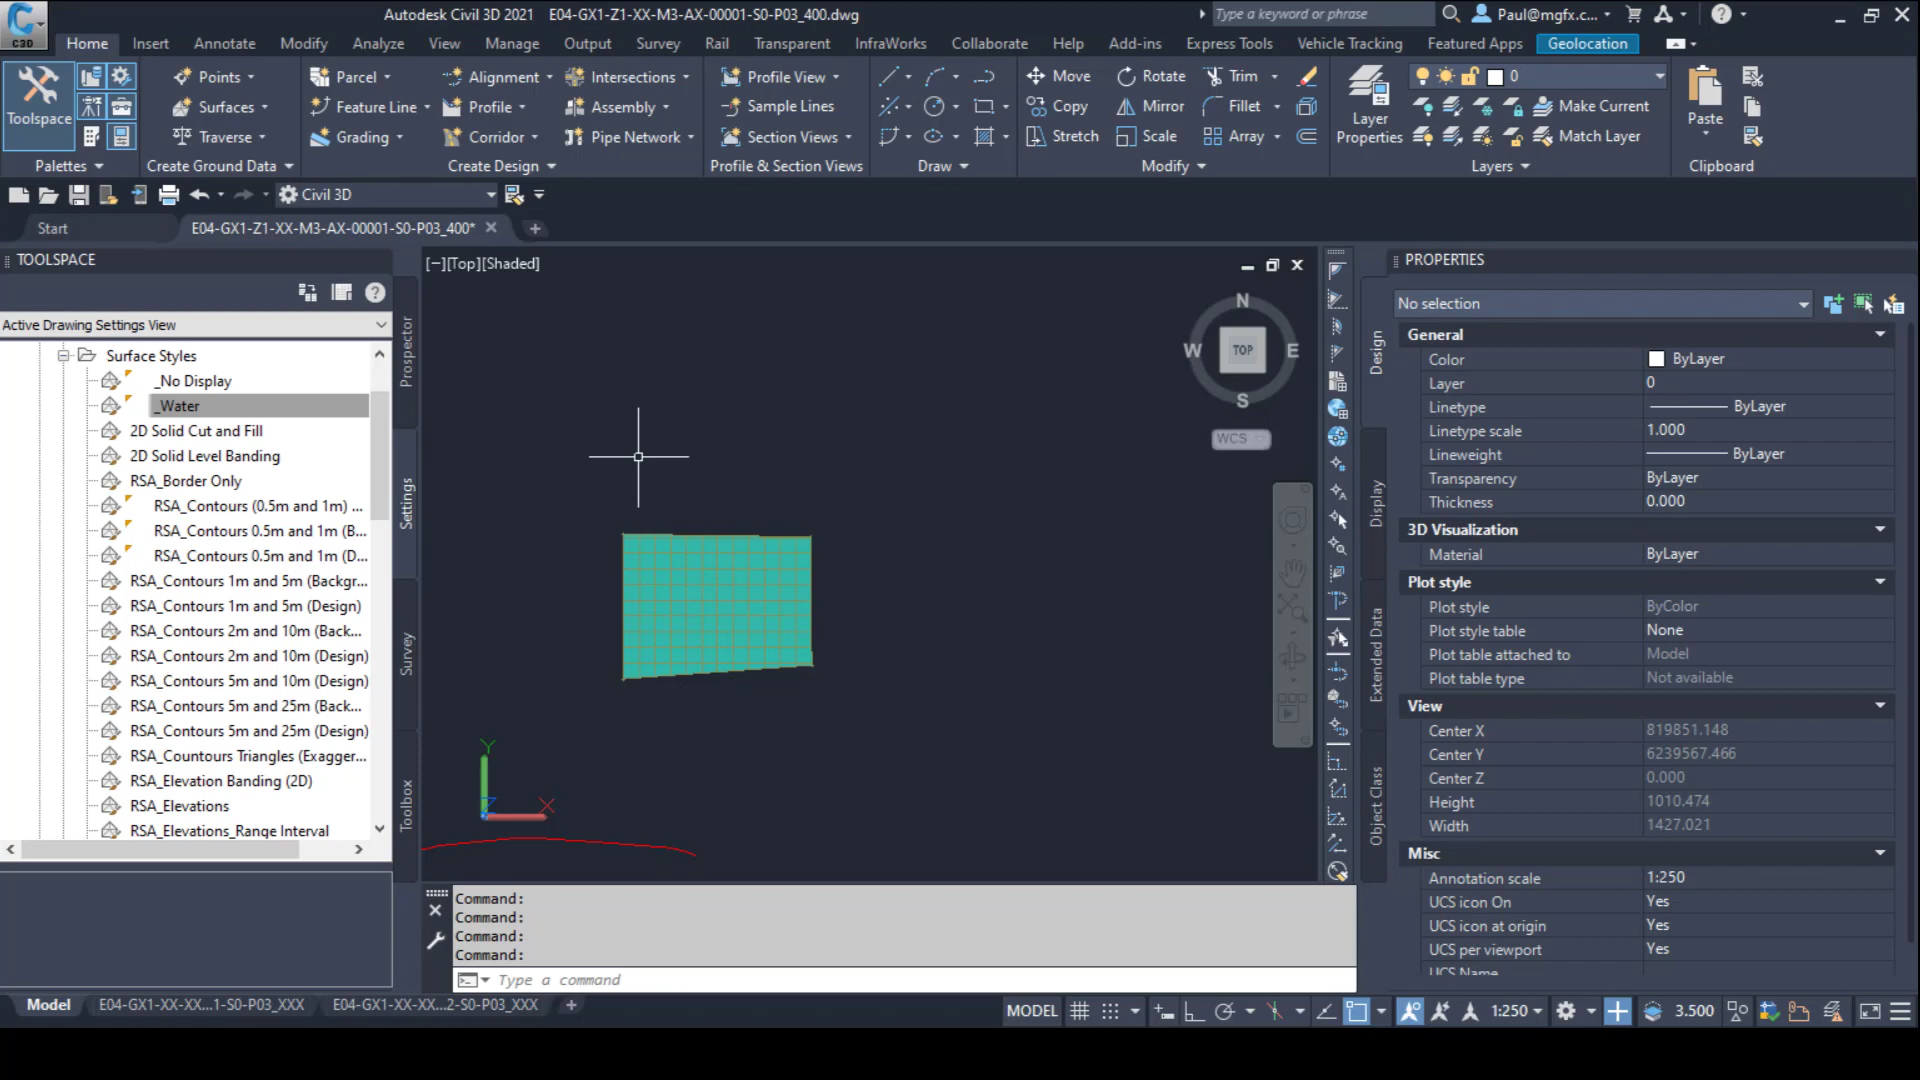 Autodesk Civil 3D 2021 E04-GX1-Z1-XX-M3-AX-00001-S0-P03_400.dwg
Type a keyword or phrase
Paul@mgfx.c...
C3D
Home Insert Annotate Modify Analyze View Manage Output Survey Rail Transparent InfraWorks Collaborate Help Add-ins Express Tools Vehicle Tracking Featured Apps Geolocation
Toolspace
Points Parcel Alignment Intersections Profile View Move Rotate Trim 0
Surfaces Feature Line Profile Assembly Sample Lines Copy Mirror Fillet Make Current
Traverse Grading Corridor Pipe Network Section Views Stretch Scale Array Match Layer
Layer Properties
Paste
Palettes Create Ground Data Create Design Profile & Section Views Draw Modify Layers Clipboard
Civil 3D
Start E04-GX1-Z1-XX-M3-AX-00001-S0-P03_400*
TOOLSPACE
Active Drawing Settings View
Surface Styles
_No Display
_Water
2D Solid Cut and Fill
2D Solid Level Banding
RSA_Border Only
RSA_Contours (0.5m and 1m) ...
RSA_Contours 0.5m and 1m (B...
RSA_Contours 0.5m and 1m (D...
RSA_Contours 1m and 5m (Backgr...
RSA_Contours 1m and 5m (Design)
RSA_Contours 2m and 10m (Back...
RSA_Contours 2m and 10m (Design)
RSA_Contours 5m and 10m (Design)
RSA_Contours 5m and 25m (Back...
RSA_Contours 5m and 25m (Design)
RSA_Countours Triangles (Exagger...
RSA_Elevation Banding (2D)
RSA_Elevations
RSA_Elevations_Range Interval
Prospector
Settings
Survey
Toolbox
[−][Top][Shaded]
N
W TOP E
S
WCS
Y
Z
X
Design
Display
Extended Data
Object Class
PROPERTIES
No selection
General
Color ByLayer
Layer 0
Linetype ByLayer
Linetype scale 1.000
Lineweight ByLayer
Transparency ByLayer
Thickness 0.000
3D Visualization
Material ByLayer
Plot style
Plot style ByColor
Plot style table None
Plot table attached to Model
Plot table type Not available
View
Center X 819851.148
Center Y 6239567.466
Center Z 0.000
Height 1010.474
Width 1427.021
Misc
Annotation scale 1:250
UCS icon On Yes
UCS icon at origin Yes
UCS per viewport Yes
UCS Name
Command:
Command:
Command:
Command:
Type a command
Model E04-GX1-XX-XX...1-S0-P03_XXX E04-GX1-XX-XX...2-S0-P03_XXX
MODEL 1:250 3.500